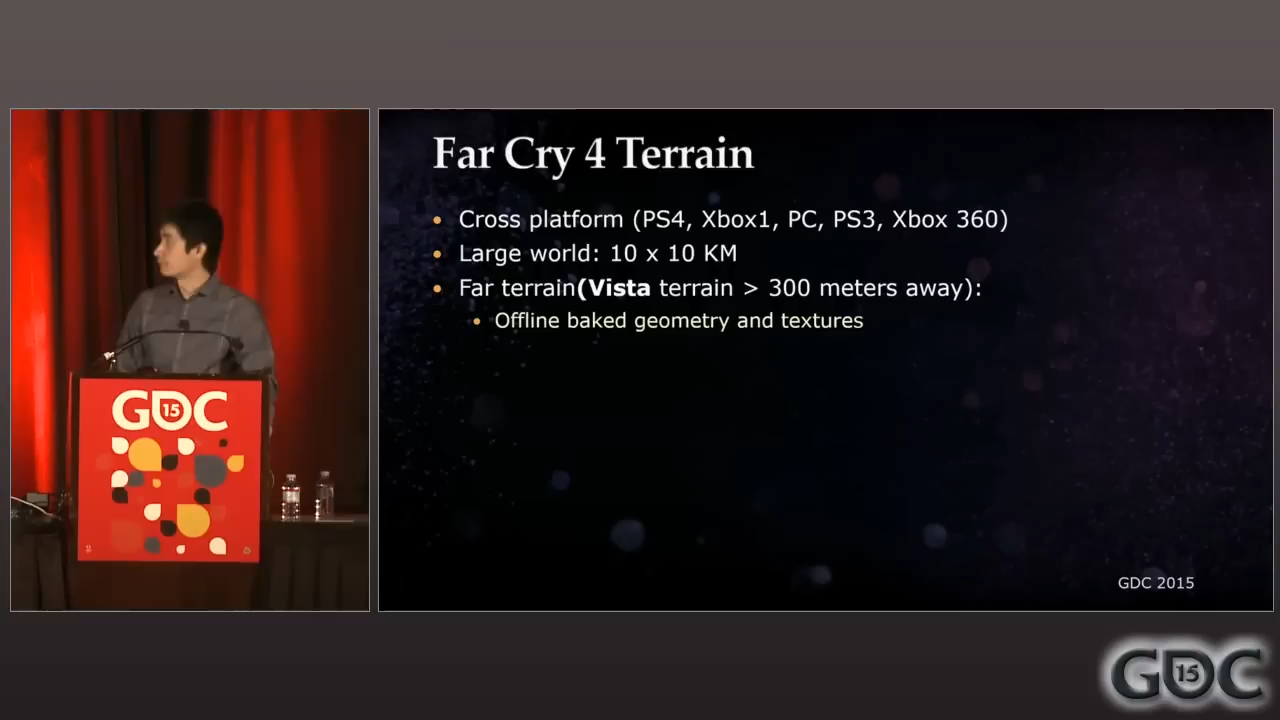 Far Cry 4 Terrain
• Cross platform (PS4, Xbox1, PC, PS3, Xbox 360)
• Large world: 10 x 10 KM
• Far terrain(Vista terrain > 300 meters away):
• Offline baked geometry and textures
GDC 2015
GDC 15
GDC 15